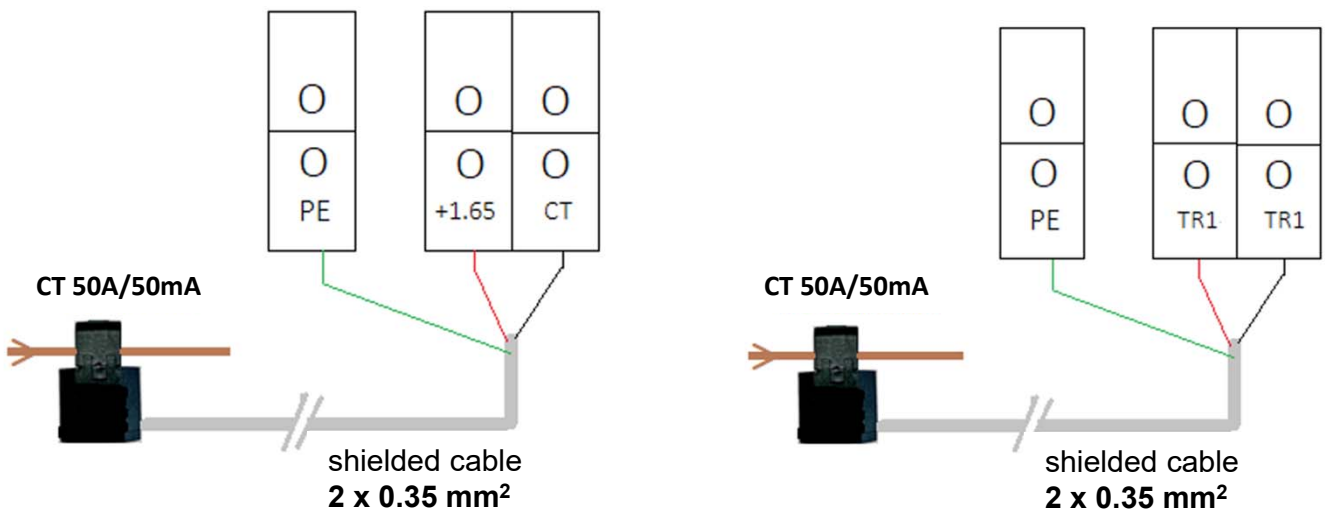 O
O
O
O
O
O
PE
+1.65
CT
CT 50A/50mA
shielded cable
2 x 0.35 mm²
O
O
O
O
O
O
PE
TR1
TR1
CT 50A/50mA
shielded cable
2 x 0.35 mm²